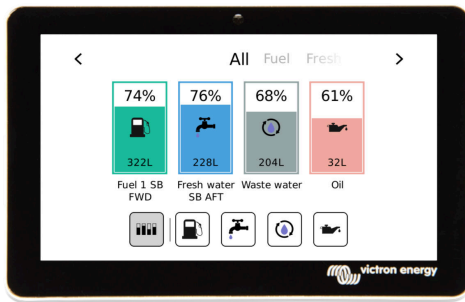 All Fuel Fresh
74% 76% 68% 61%
322L 228L 204L 32L
Fuel 1 SB Fresh water Waste water Oil
FWD SB AFT
victron energy